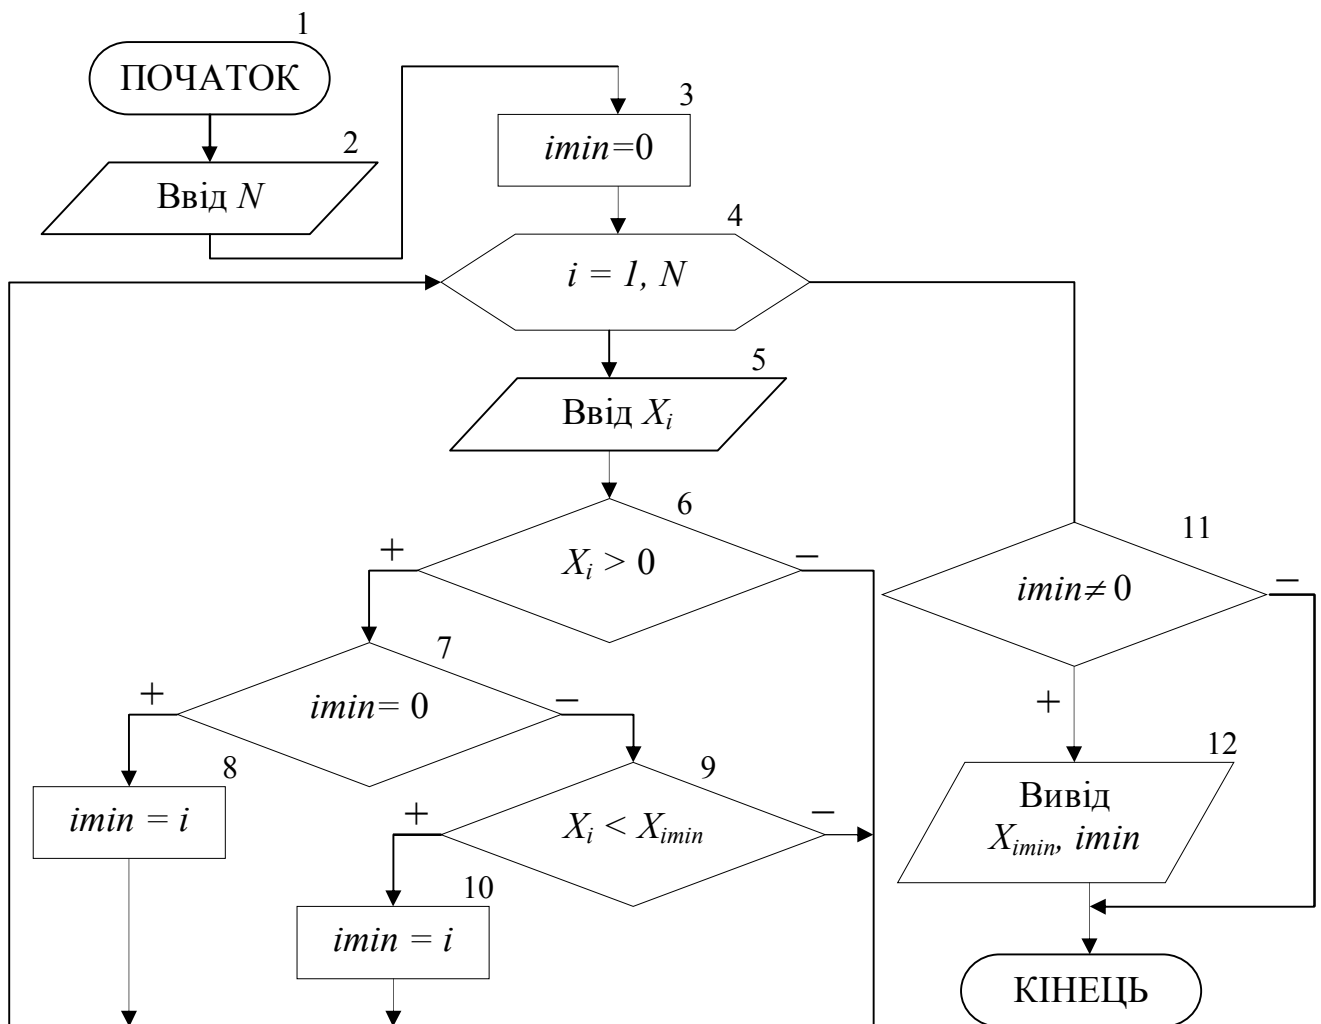 1
ПОЧАТОК
2
Ввід N
3
imin=0
4
i = 1, N
5
Ввід Xi
6
Xi > 0
+
−
7
imin= 0
+
−
8
imin = i
9
Xi < Ximin
+
−
10
imin = i
11
imin≠ 0
−
+
12
Вивід
Ximin, imin
КІНЕЦЬ